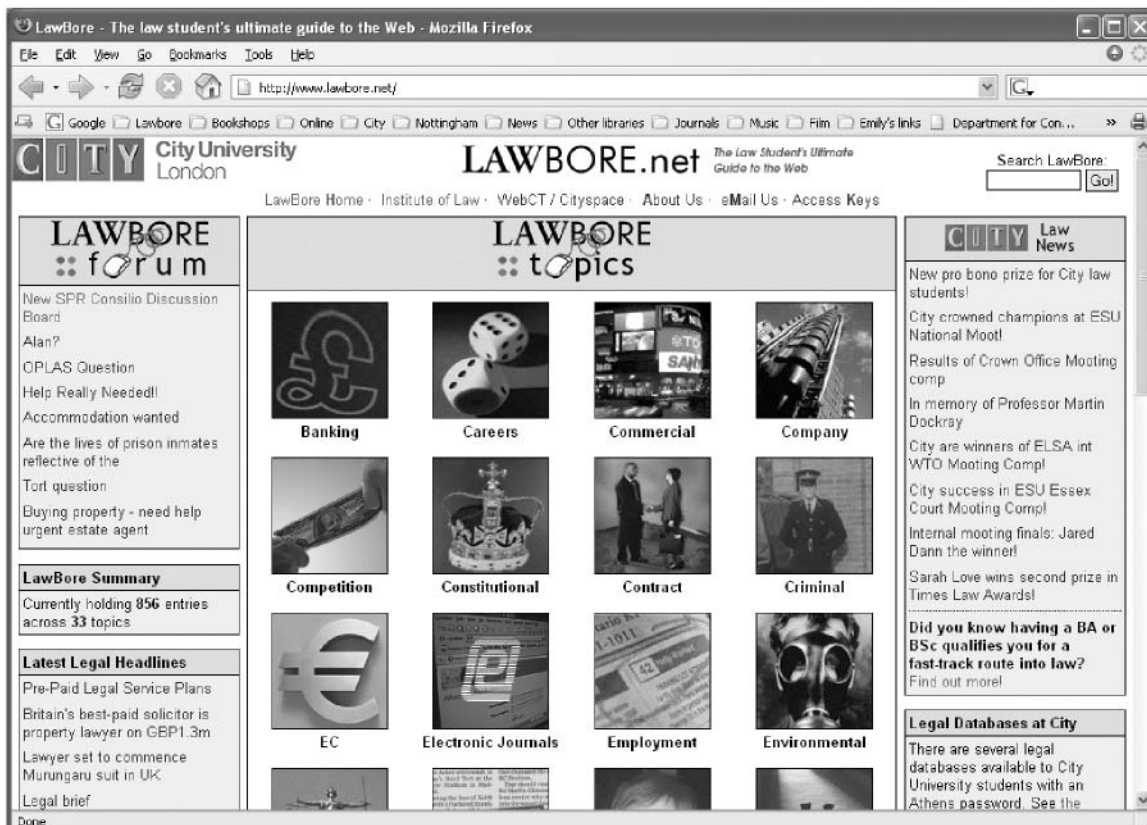 LawBore - The law student's ultimate guide to the Web - Mozilla Firefox
File Edit View Go Bookmarks Tools Help
http://www.lawbore.net/
G
Google Lawbore Bookshops Online City Nottingham News Other libraries Journals Music Film Emily's links Department for Con... »
CITY City University London
LAWBORE.net The Law Student's Ultimate Guide to the Web
Search LawBore:
Go!
LawBore Home · Institute of Law · WebCT / Cityspace · About Us · eMail Us · Access Keys
LAWBORE
forum
New SPR Consilio Discussion
Board
Alan?
OPLAS Question
Help Really Needed!!
Accommodation wanted
Are the lives of prison inmates
reflective of the
Tort question
Buying property - need help
urgent estate agent
LawBore Summary
Currently holding 856 entries
across 33 topics
Latest Legal Headlines
Pre-Paid Legal Service Plans
Britain's best-paid solicitor is
property lawyer on GBP1.3m
Lawyer set to commence
Murungaru suit in UK
Legal brief
LAWBORE
topics
Banking Careers Commercial Company
Competition Constitutional Contract Criminal
EC Electronic Journals Employment Environmental
CITY Law
News
New pro bono prize for City law
students!
City crowned champions at ESU
National Moot!
Results of Crown Office Mooting
comp
In memory of Professor Martin
Dockray
City are winners of ELSA int
WTO Mooting Comp!
City success in ESU Essex
Court Mooting Comp!
Internal mooting finals: Jared
Dann the winner!
Sarah Love wins second prize in
Times Law Awards!
Did you know having a BA or
BSc qualifies you for a
fast-track route into law?
Find out more!
Legal Databases at City
There are several legal
databases available to City
University students with an
Athens password. See the
Done